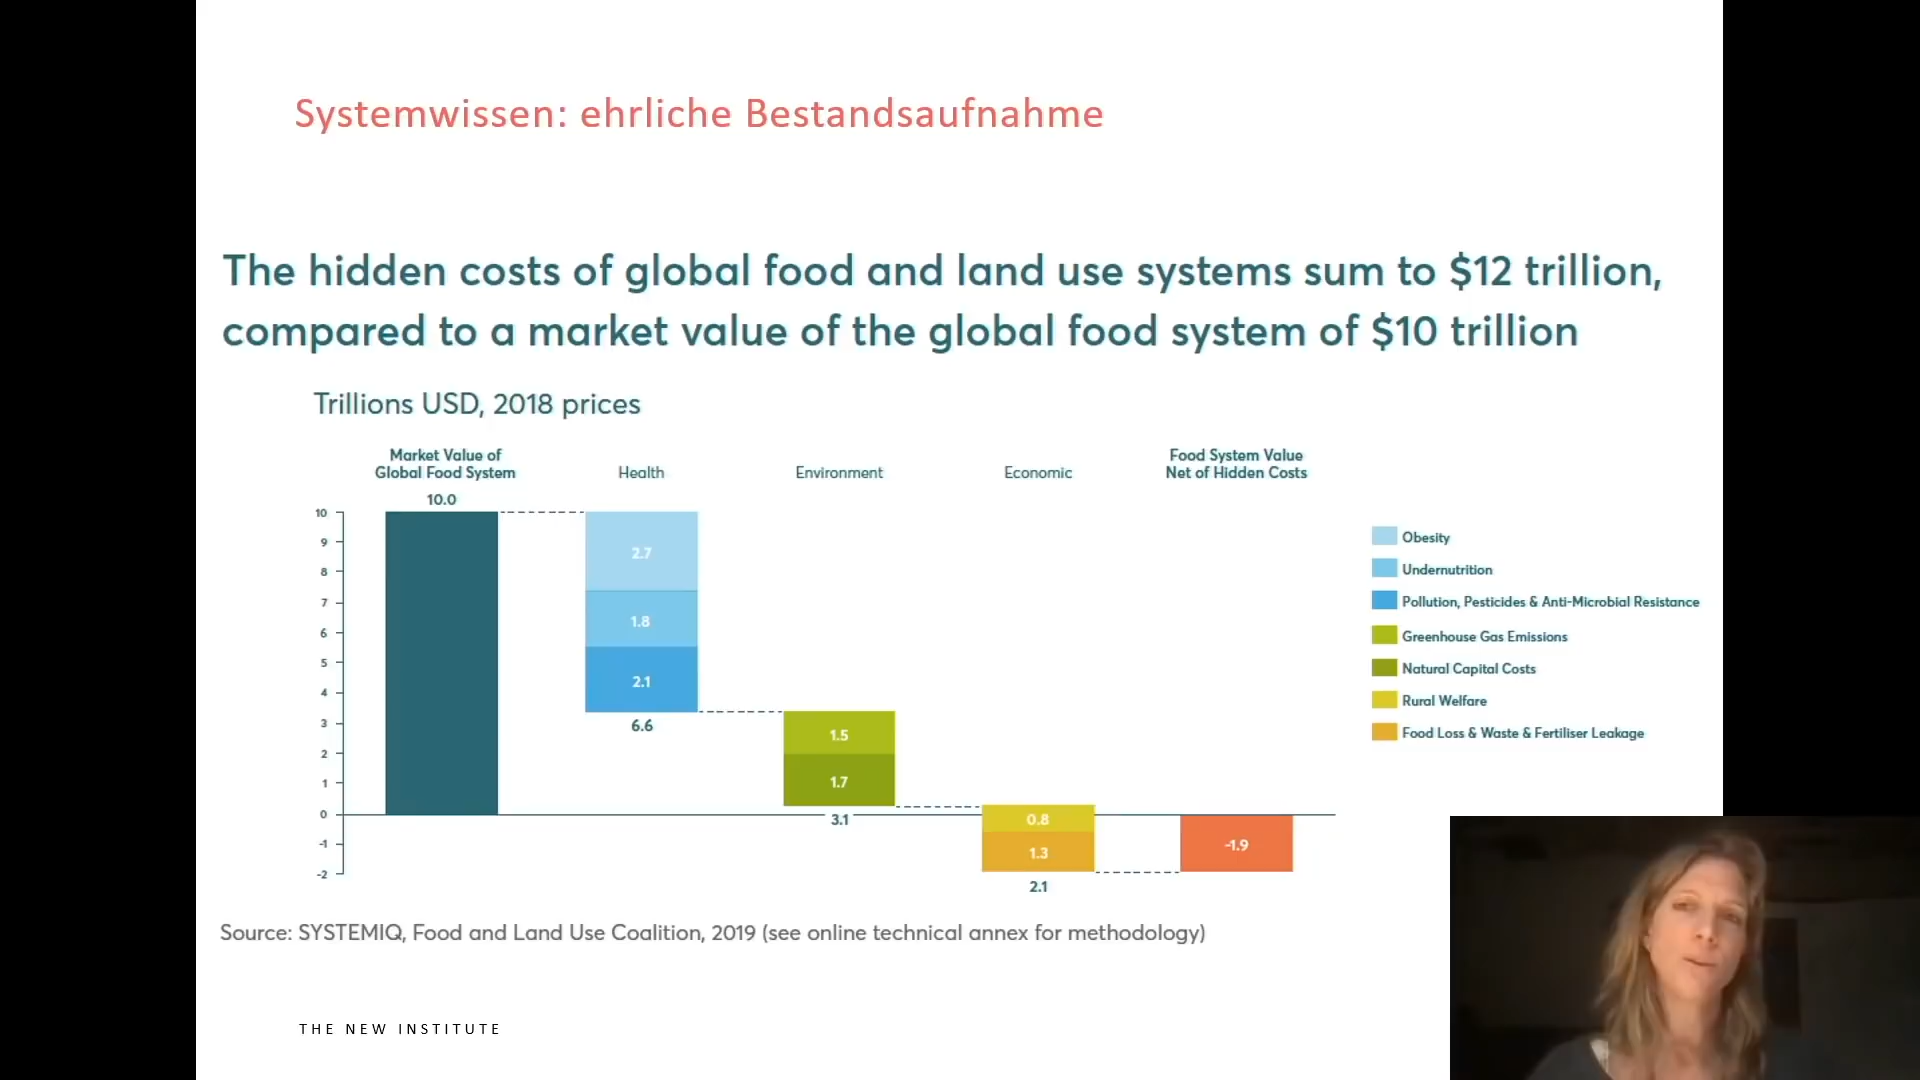 Systemwissen: ehrliche Bestandsaufnahme
The hidden costs of global food and land use systems sum to $12 trillion,
compared to a market value of the global food system of $10 trillion
Trillions USD, 2018 prices
Market Value of
Global Food System
Health
Environment
Economic
Food System Value
Net of Hidden Costs
10.0
10
9
8
7
6
5
4
3
2
1
0
-1
-2
2.7
1.8
2.1
6.6
1.5
1.7
3.1
0.8
1.3
2.1
-1.9
Obesity
Undernutrition
Pollution, Pesticides & Anti-Microbial Resistance
Greenhouse Gas Emissions
Natural Capital Costs
Rural Welfare
Food Loss & Waste & Fertiliser Leakage
Source: SYSTEMIQ, Food and Land Use Coalition, 2019 (see online technical annex for methodology)
THE NEW INSTITUTE